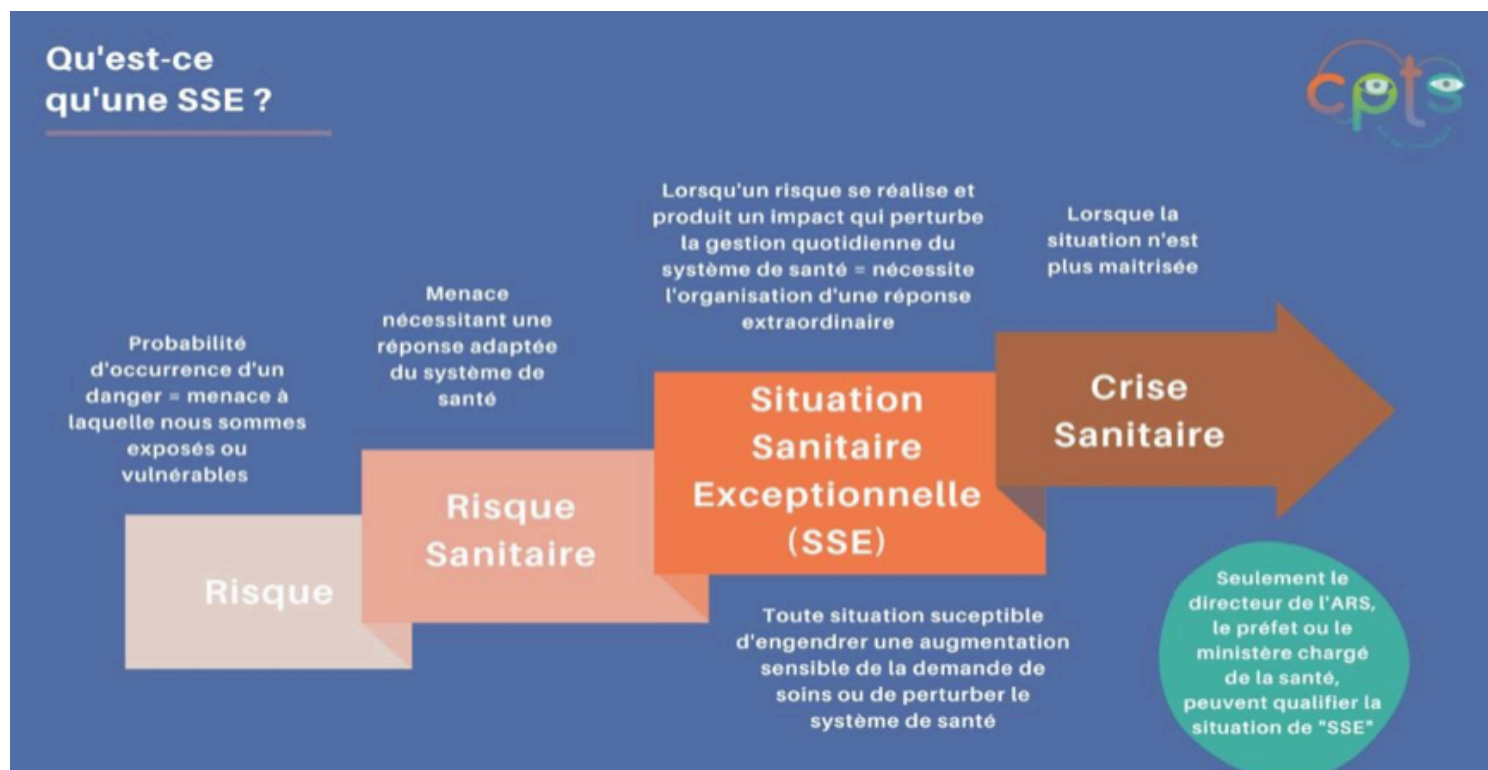 Qu'est-ce
qu'une SSE ?
cpts
Probabilité
d'occurrence d'un
danger = menace à
laquelle nous sommes
exposés ou
vulnérables
Risque
Menace
nécessitant une
réponse adaptée
du système de
santé
Risque
Sanitaire
Lorsqu'un risque se réalise et
produit un impact qui perturbe
la gestion quotidienne du
système de santé = nécessite
l'organisation d'une réponse
extraordinaire
Situation
Sanitaire
Exceptionnelle
(SSE)
Toute situation suceptible
d'engendrer une augmentation
sensible de la demande de
soins ou de perturber le
système de santé
Lorsque la
situation n'est
plus maitrisée
Crise
Sanitaire
Seulement le
directeur de l'ARS,
le préfet ou le
ministère chargé
de la santé,
peuvent qualifier la
situation de "SSE"